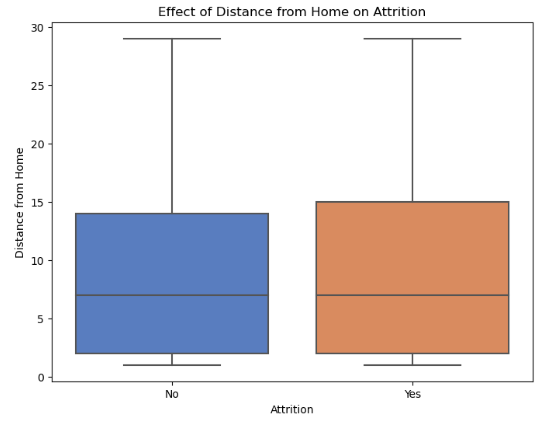 Effect of Distance from Home on Attrition
30
25
20
15
10
5
0
Distance from Home
No
Yes
Attrition